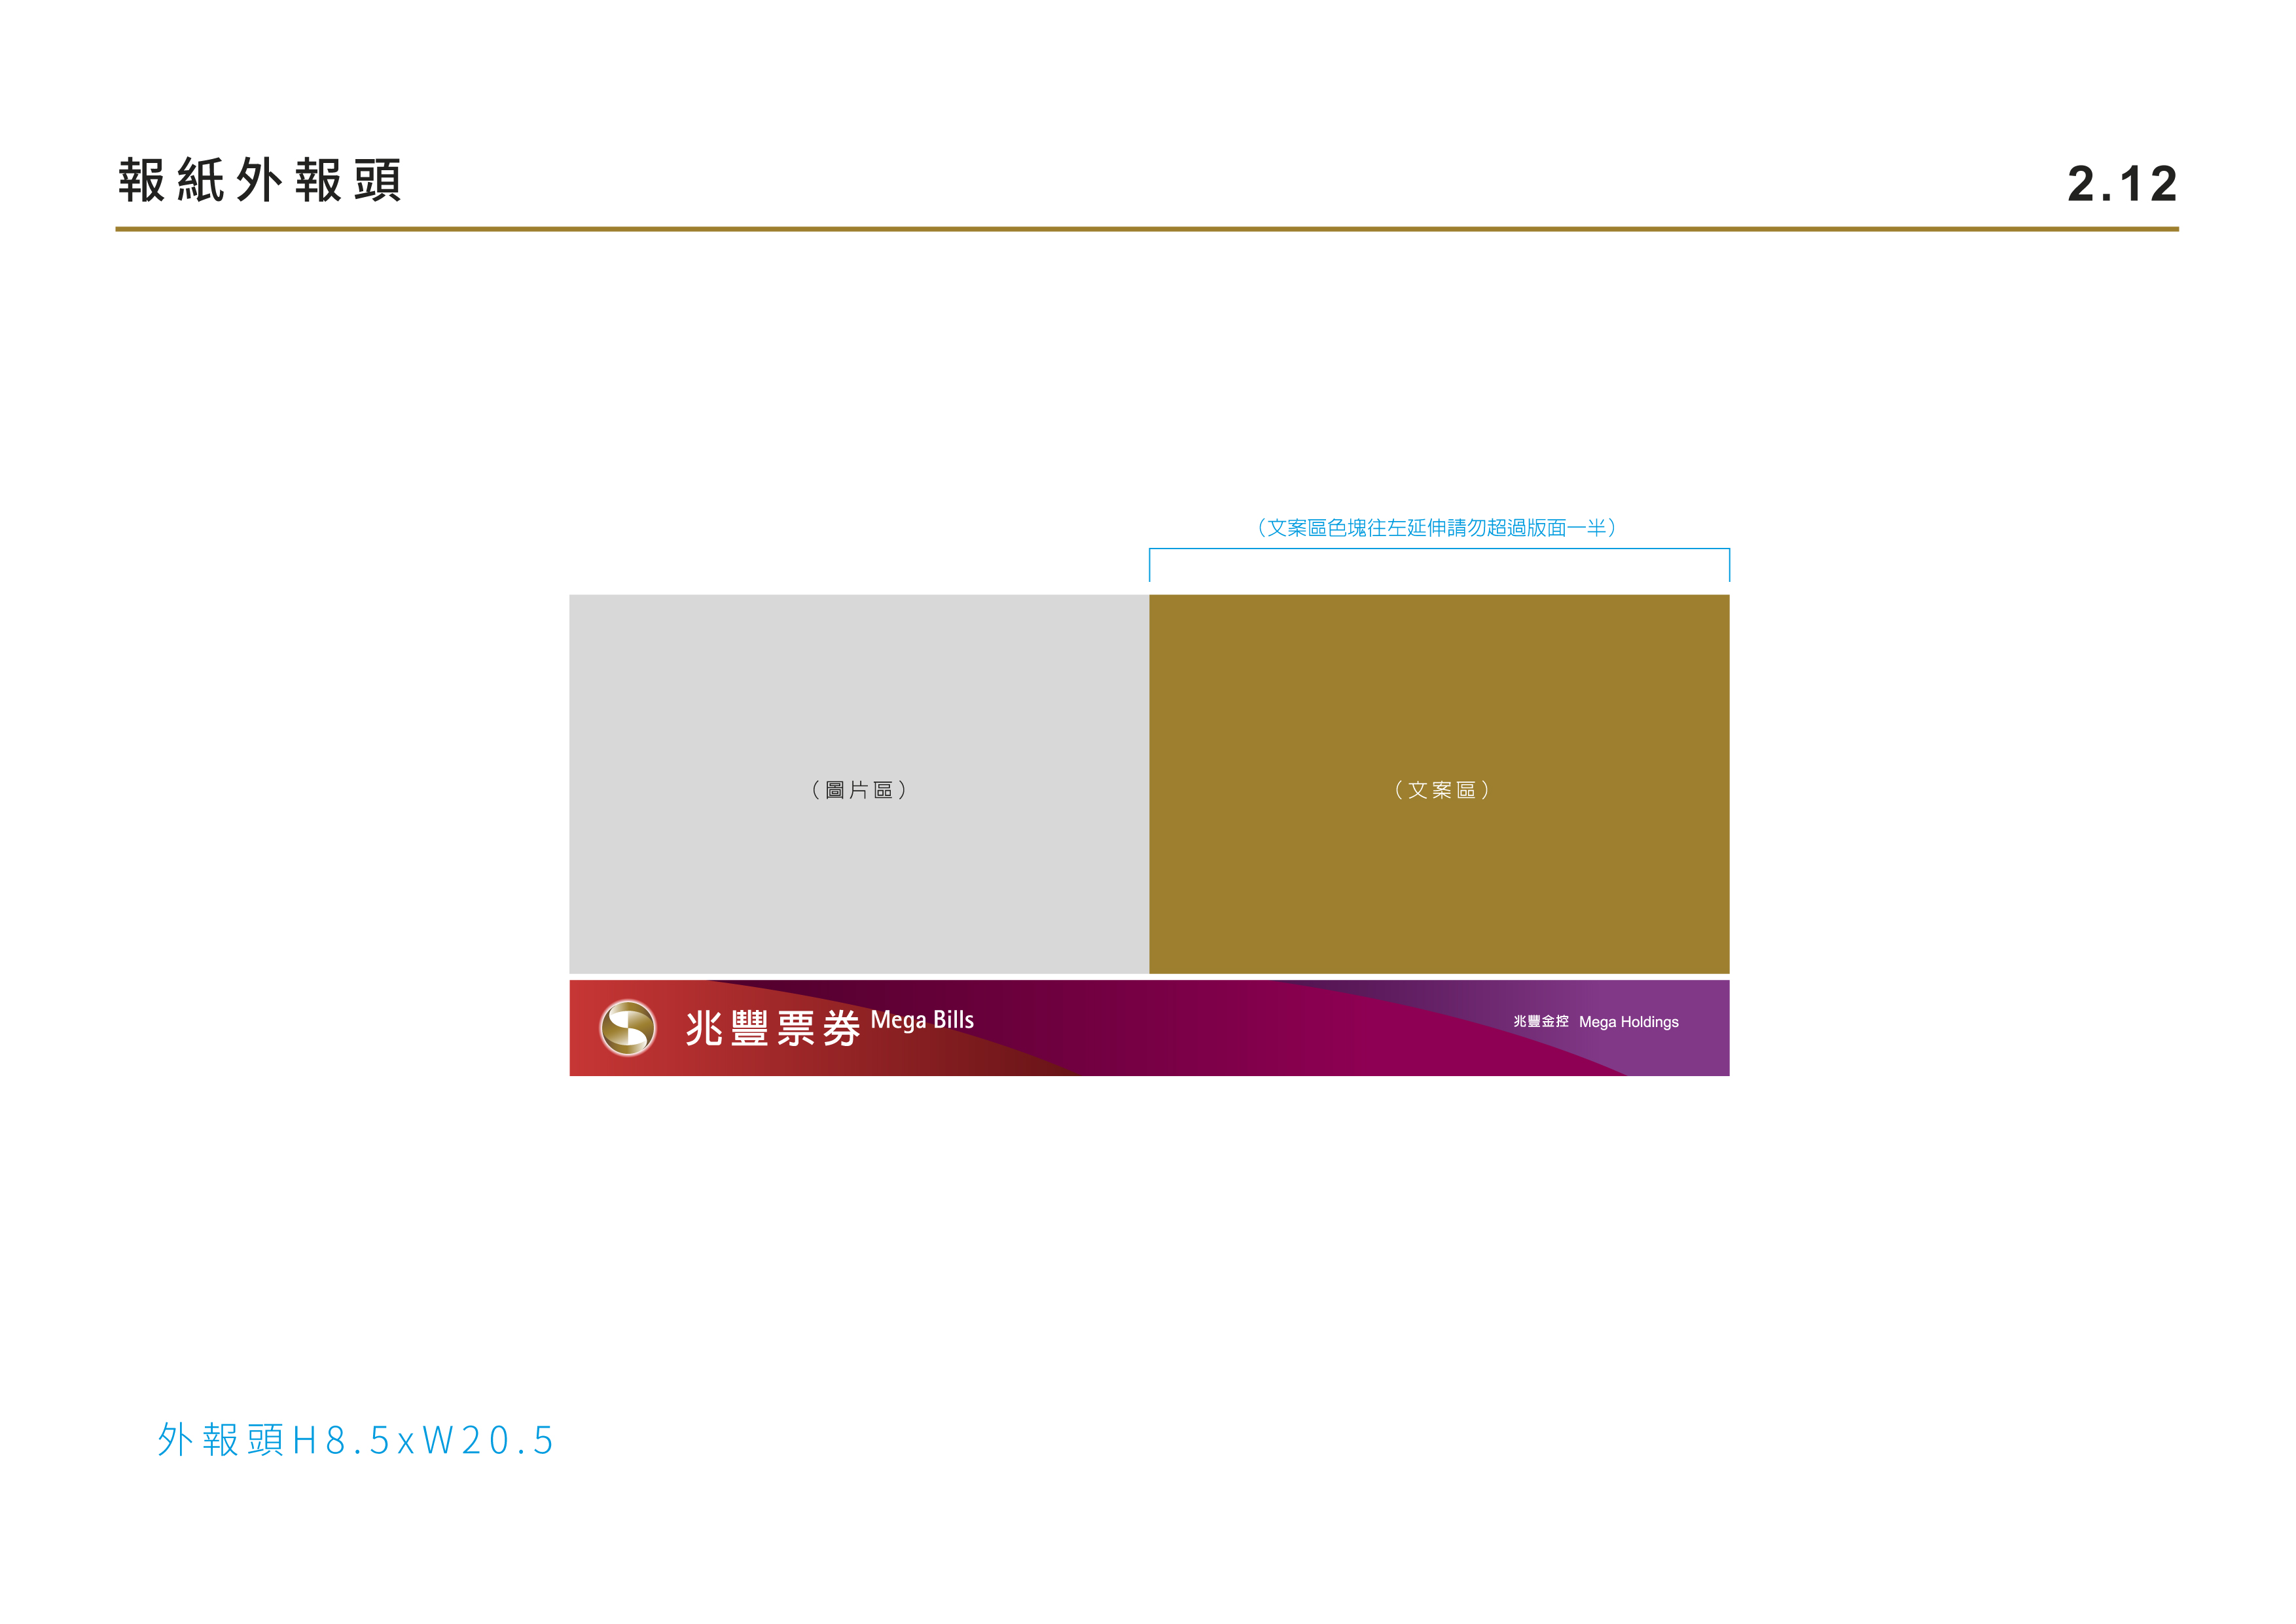 報紙外報頭
2.12
（文案區色塊往左延伸請勿超過版面一半）
（圖片區）
（文案區）
兆豐票券 Mega Bills
兆豐金控 Mega Holdings
外報頭H8.5xW20.5